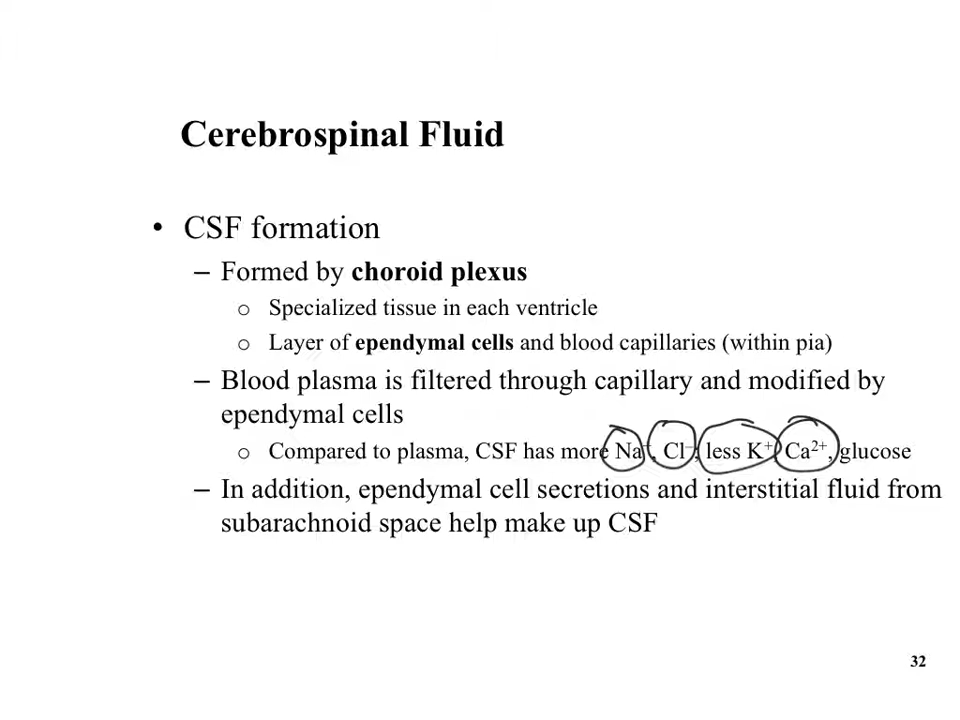 Cerebrospinal Fluid
• CSF formation
– Formed by choroid plexus
o Specialized tissue in each ventricle
o Layer of ependymal cells and blood capillaries (within pia)
– Blood plasma is filtered through capillary and modified by
ependymal cells
o Compared to plasma, CSF has more Na⁺, Cl⁻, less K⁺, Ca²⁺, glucose
– In addition, ependymal cell secretions and interstitial fluid from
subarachnoid space help make up CSF
32